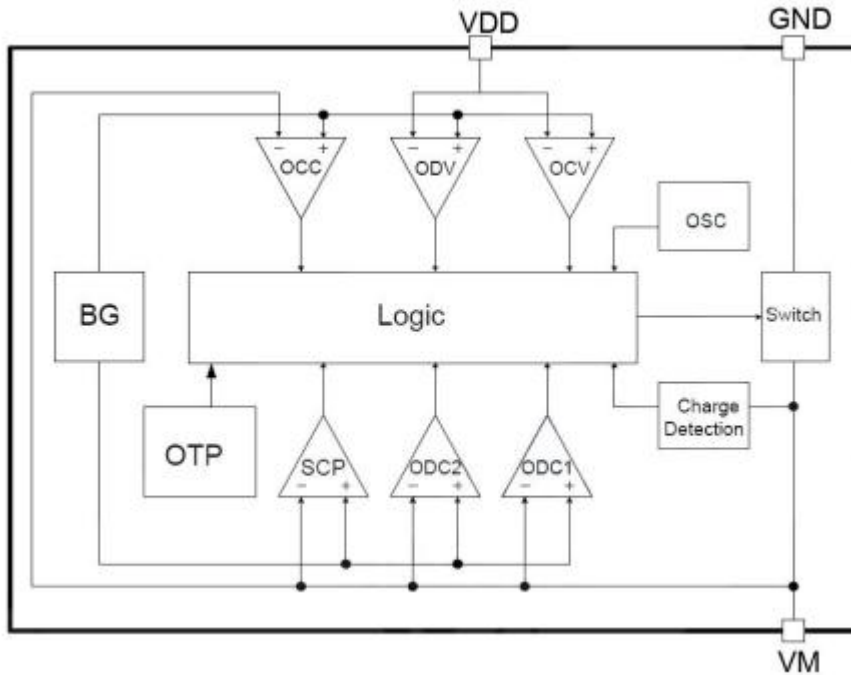 VDD
GND
- +
- +
- +
OCC
ODV
OCV
OSC
BG
Logic
Switch
Charge
Detection
OTP
SCP
ODC2
ODC1
- +
- +
- +
VM